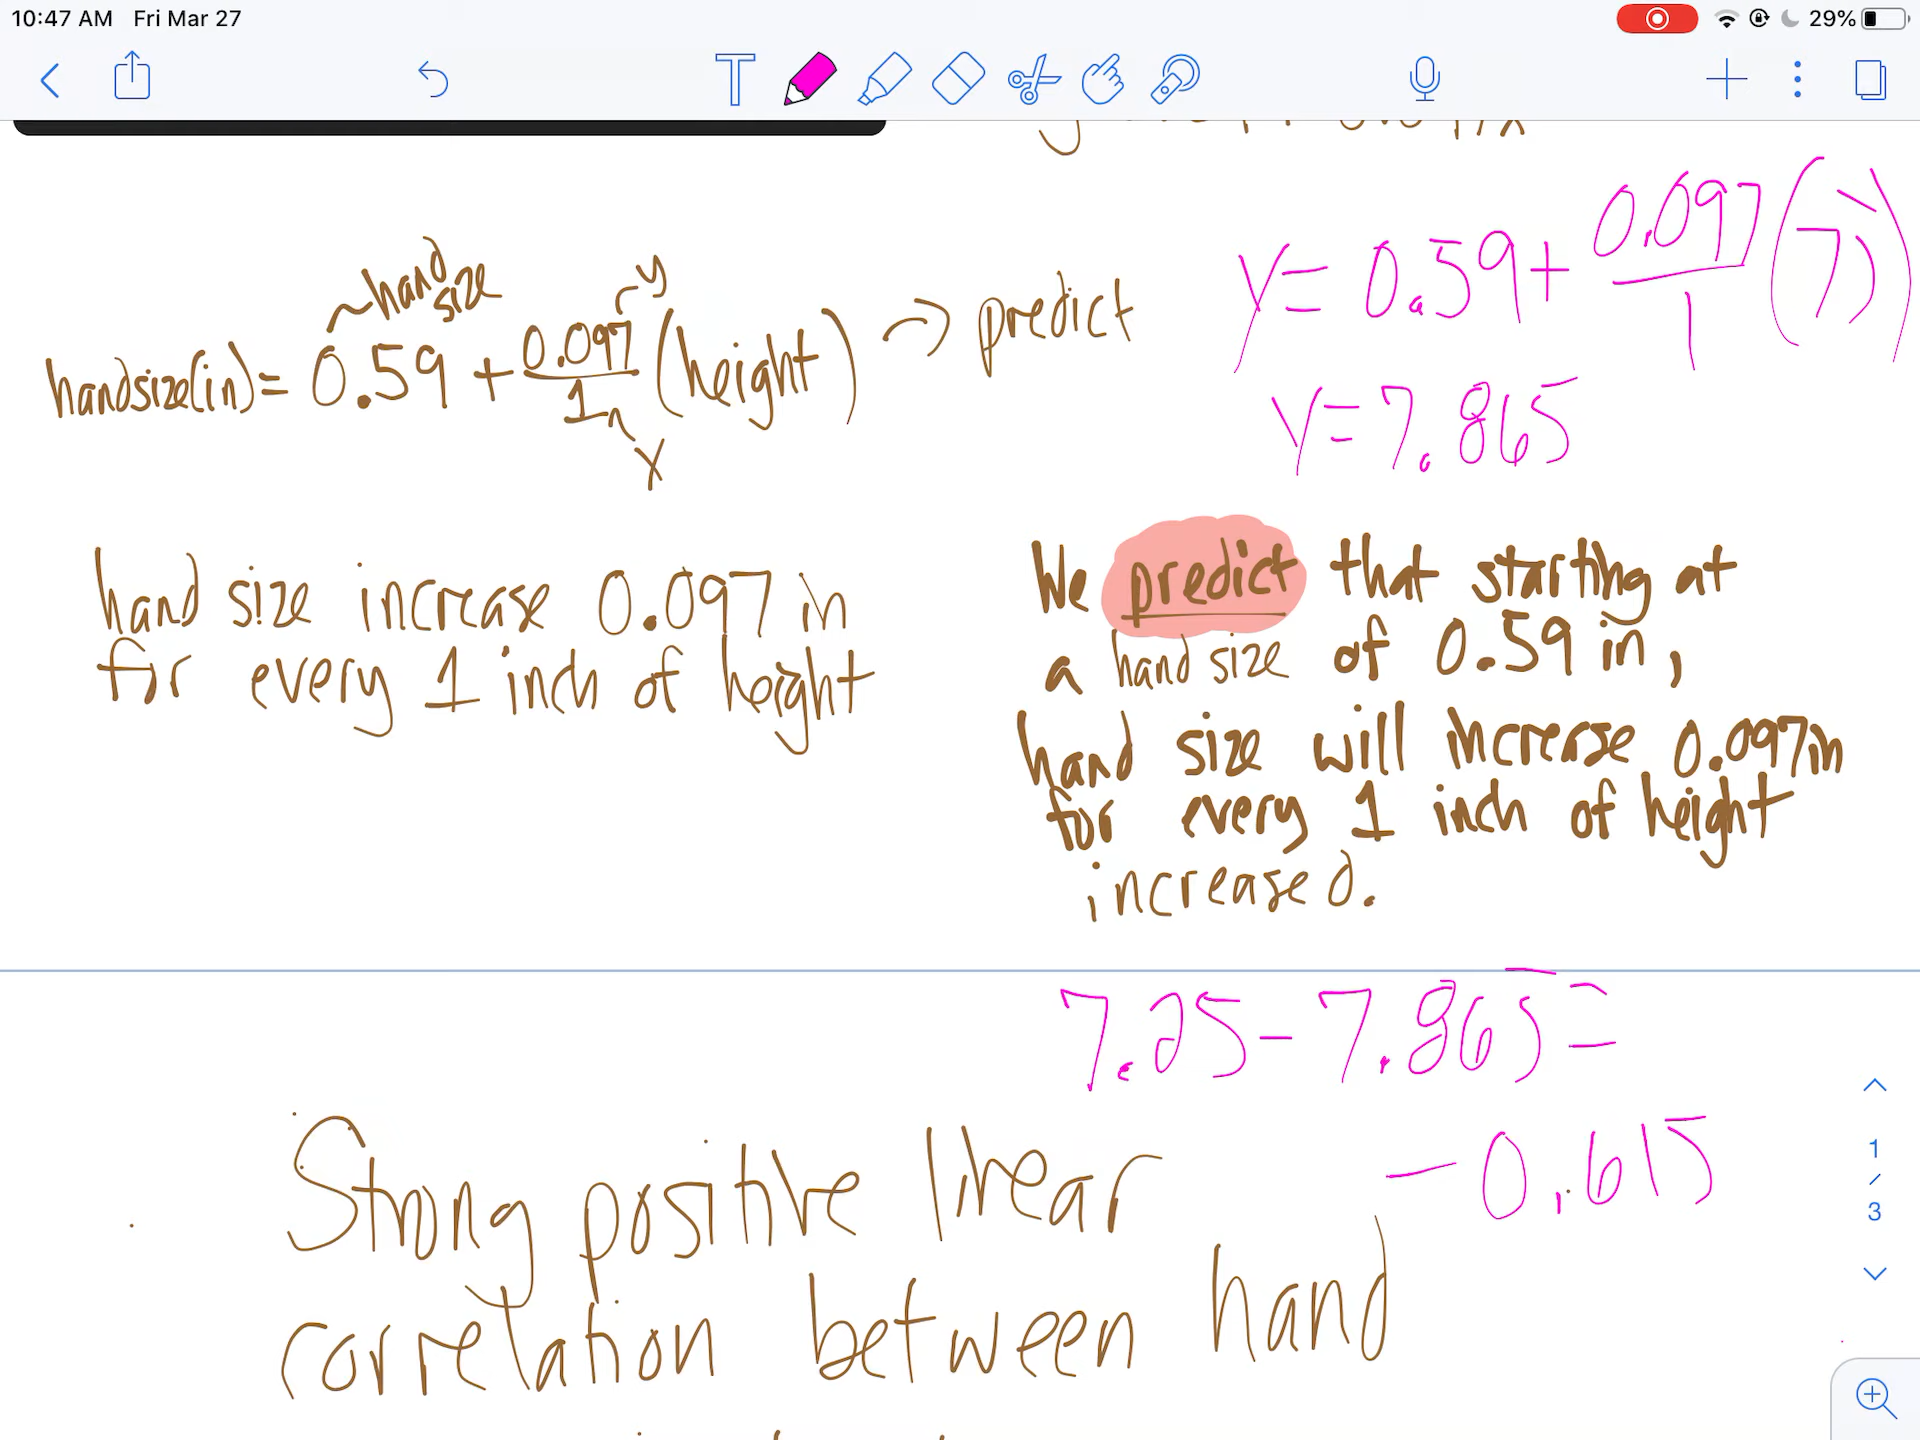 10:47 AM Fri Mar 27
29%
T
~hand size
y
handsize(in) = 0.59 + 0.097/1 (height) → predict
x
y = 0.59 + 0.097/1 (75)
y = 7.865
hand size increase 0.097 in
for every 1 inch of height
We predict that starting at
a hand size of 0.59 in,
hand size will increase 0.097in
for every 1 inch of height
increased.
7.25 - 7.865 =
- 0.615
Strong positive linear
correlation between hand
1
/
3